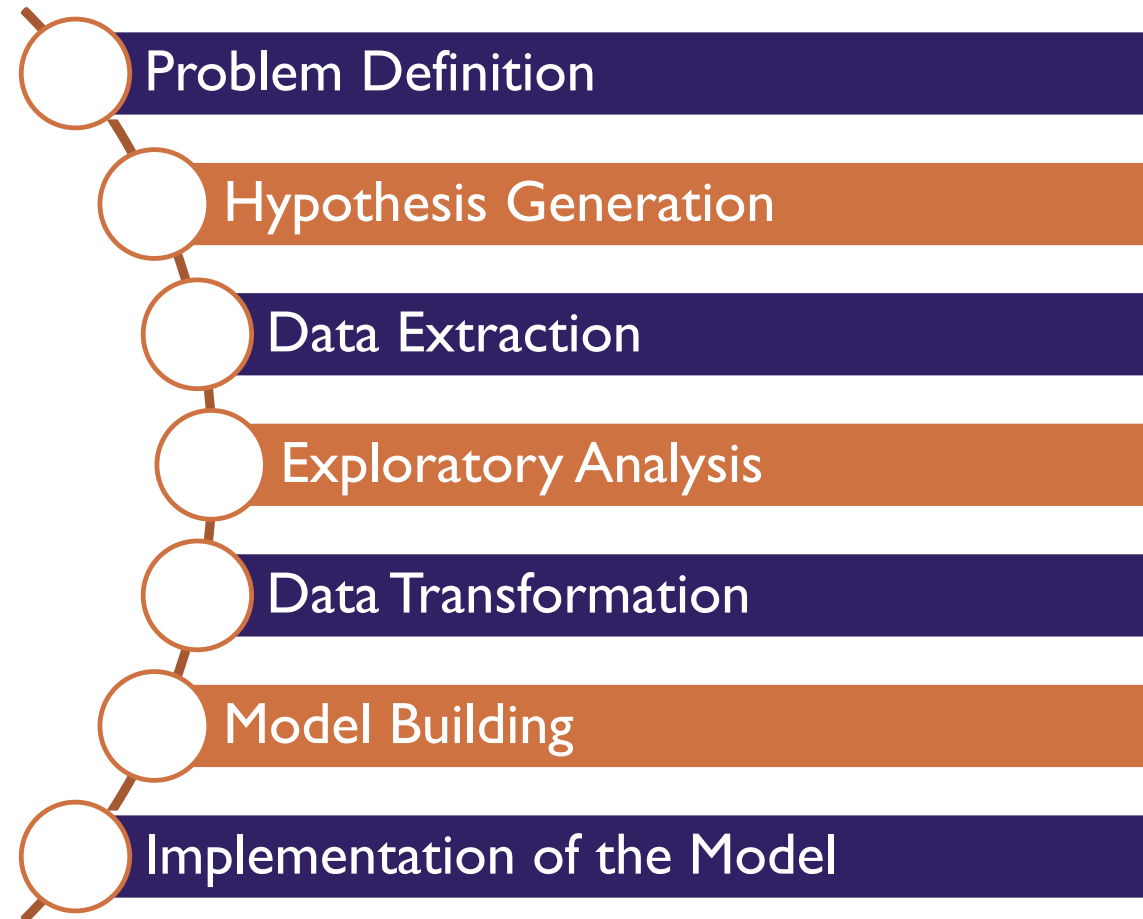 Problem Definition
Hypothesis Generation
Data Extraction
Exploratory Analysis
Data Transformation
Model Building
Implementation of the Model